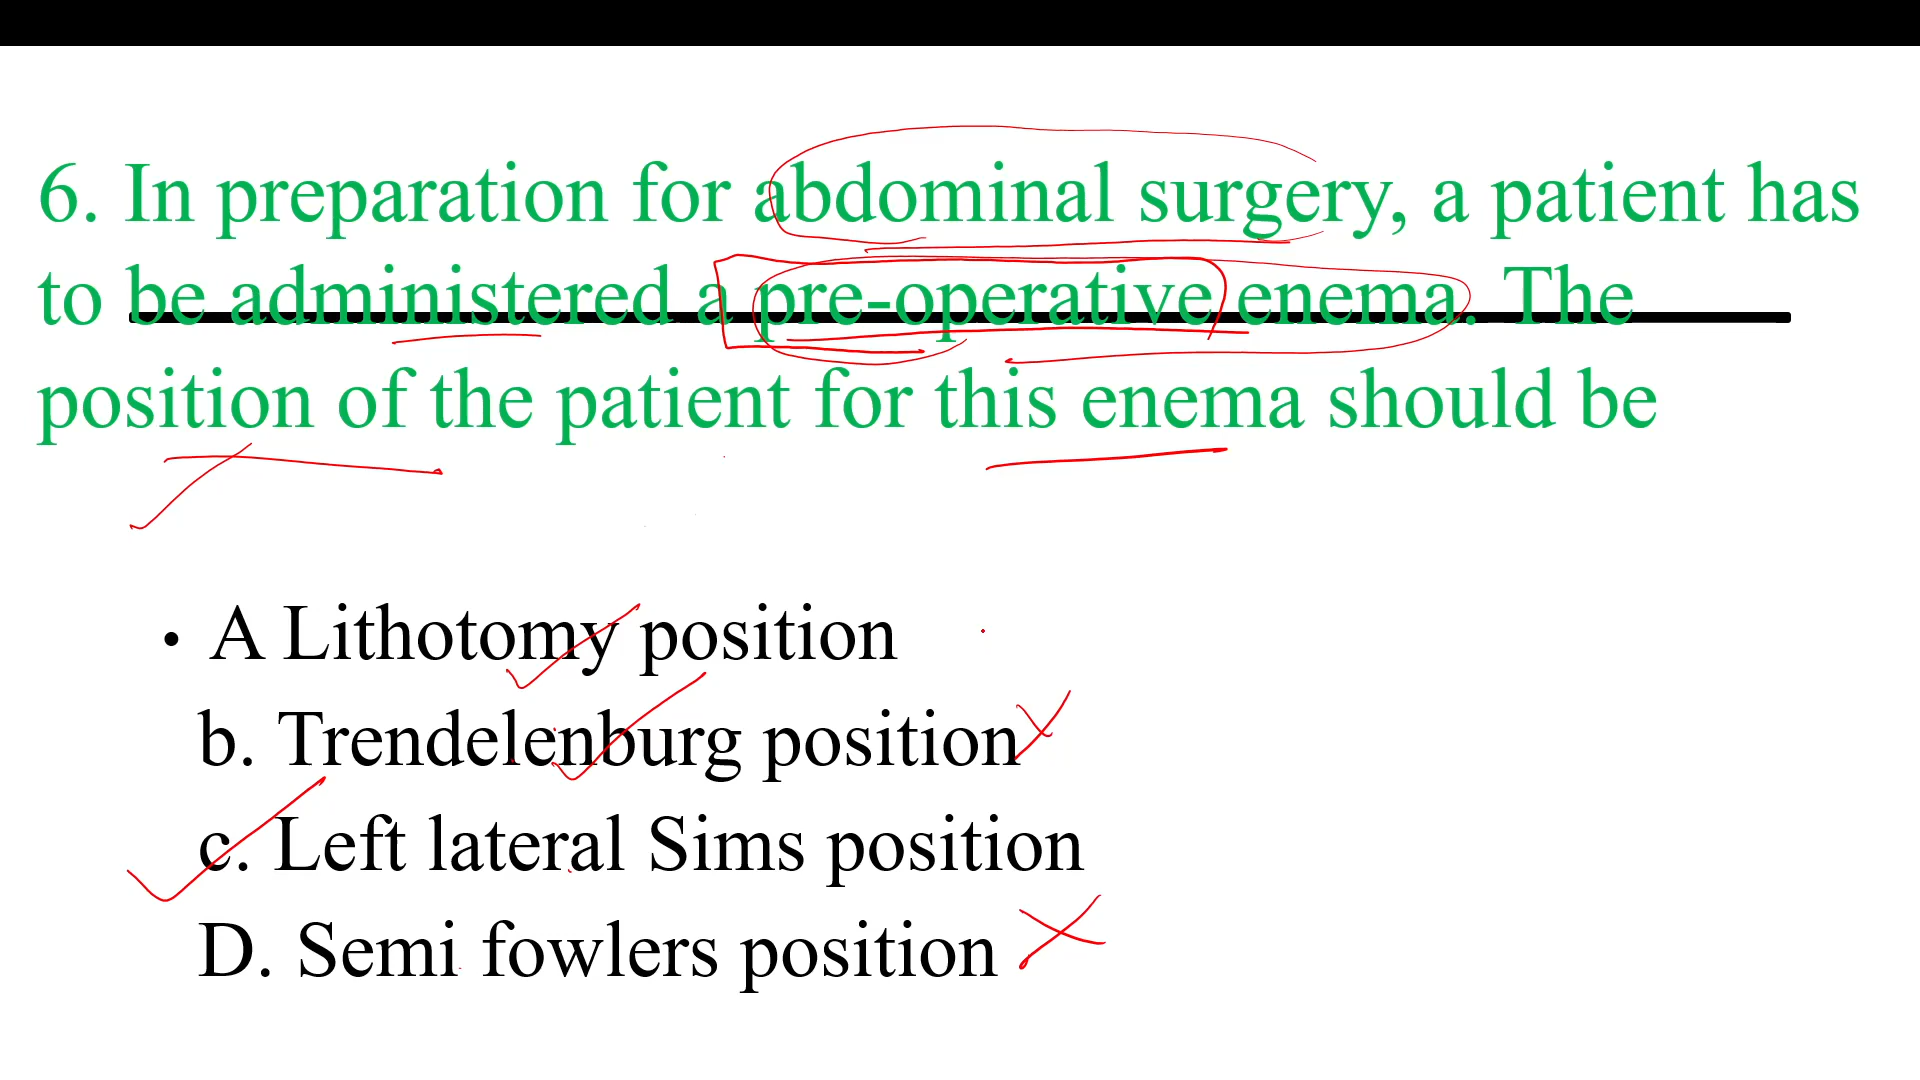 6. In preparation for abdominal surgery, a patient has
to be administered a pre-operative enema. The
position of the patient for this enema should be
• A Lithotomy position
b. Trendelenburg position
c. Left lateral Sims position
D. Semi fowlers position